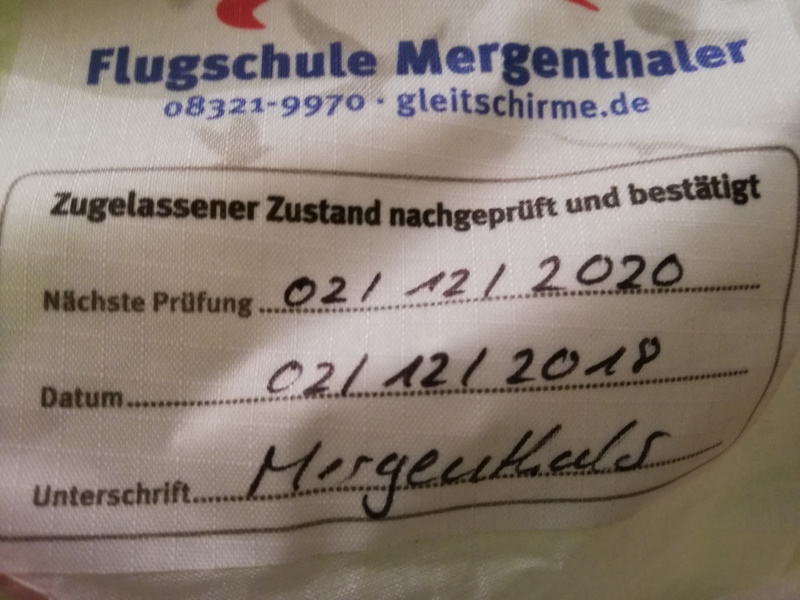 Flugschule Mergenthaler
08321-9970 · gleitschirme.de
Zugelassener Zustand nachgeprüft und bestätigt
Nächste Prüfung 02/12/2020
Datum 02/12/2018
Unterschrift Mergenthaler